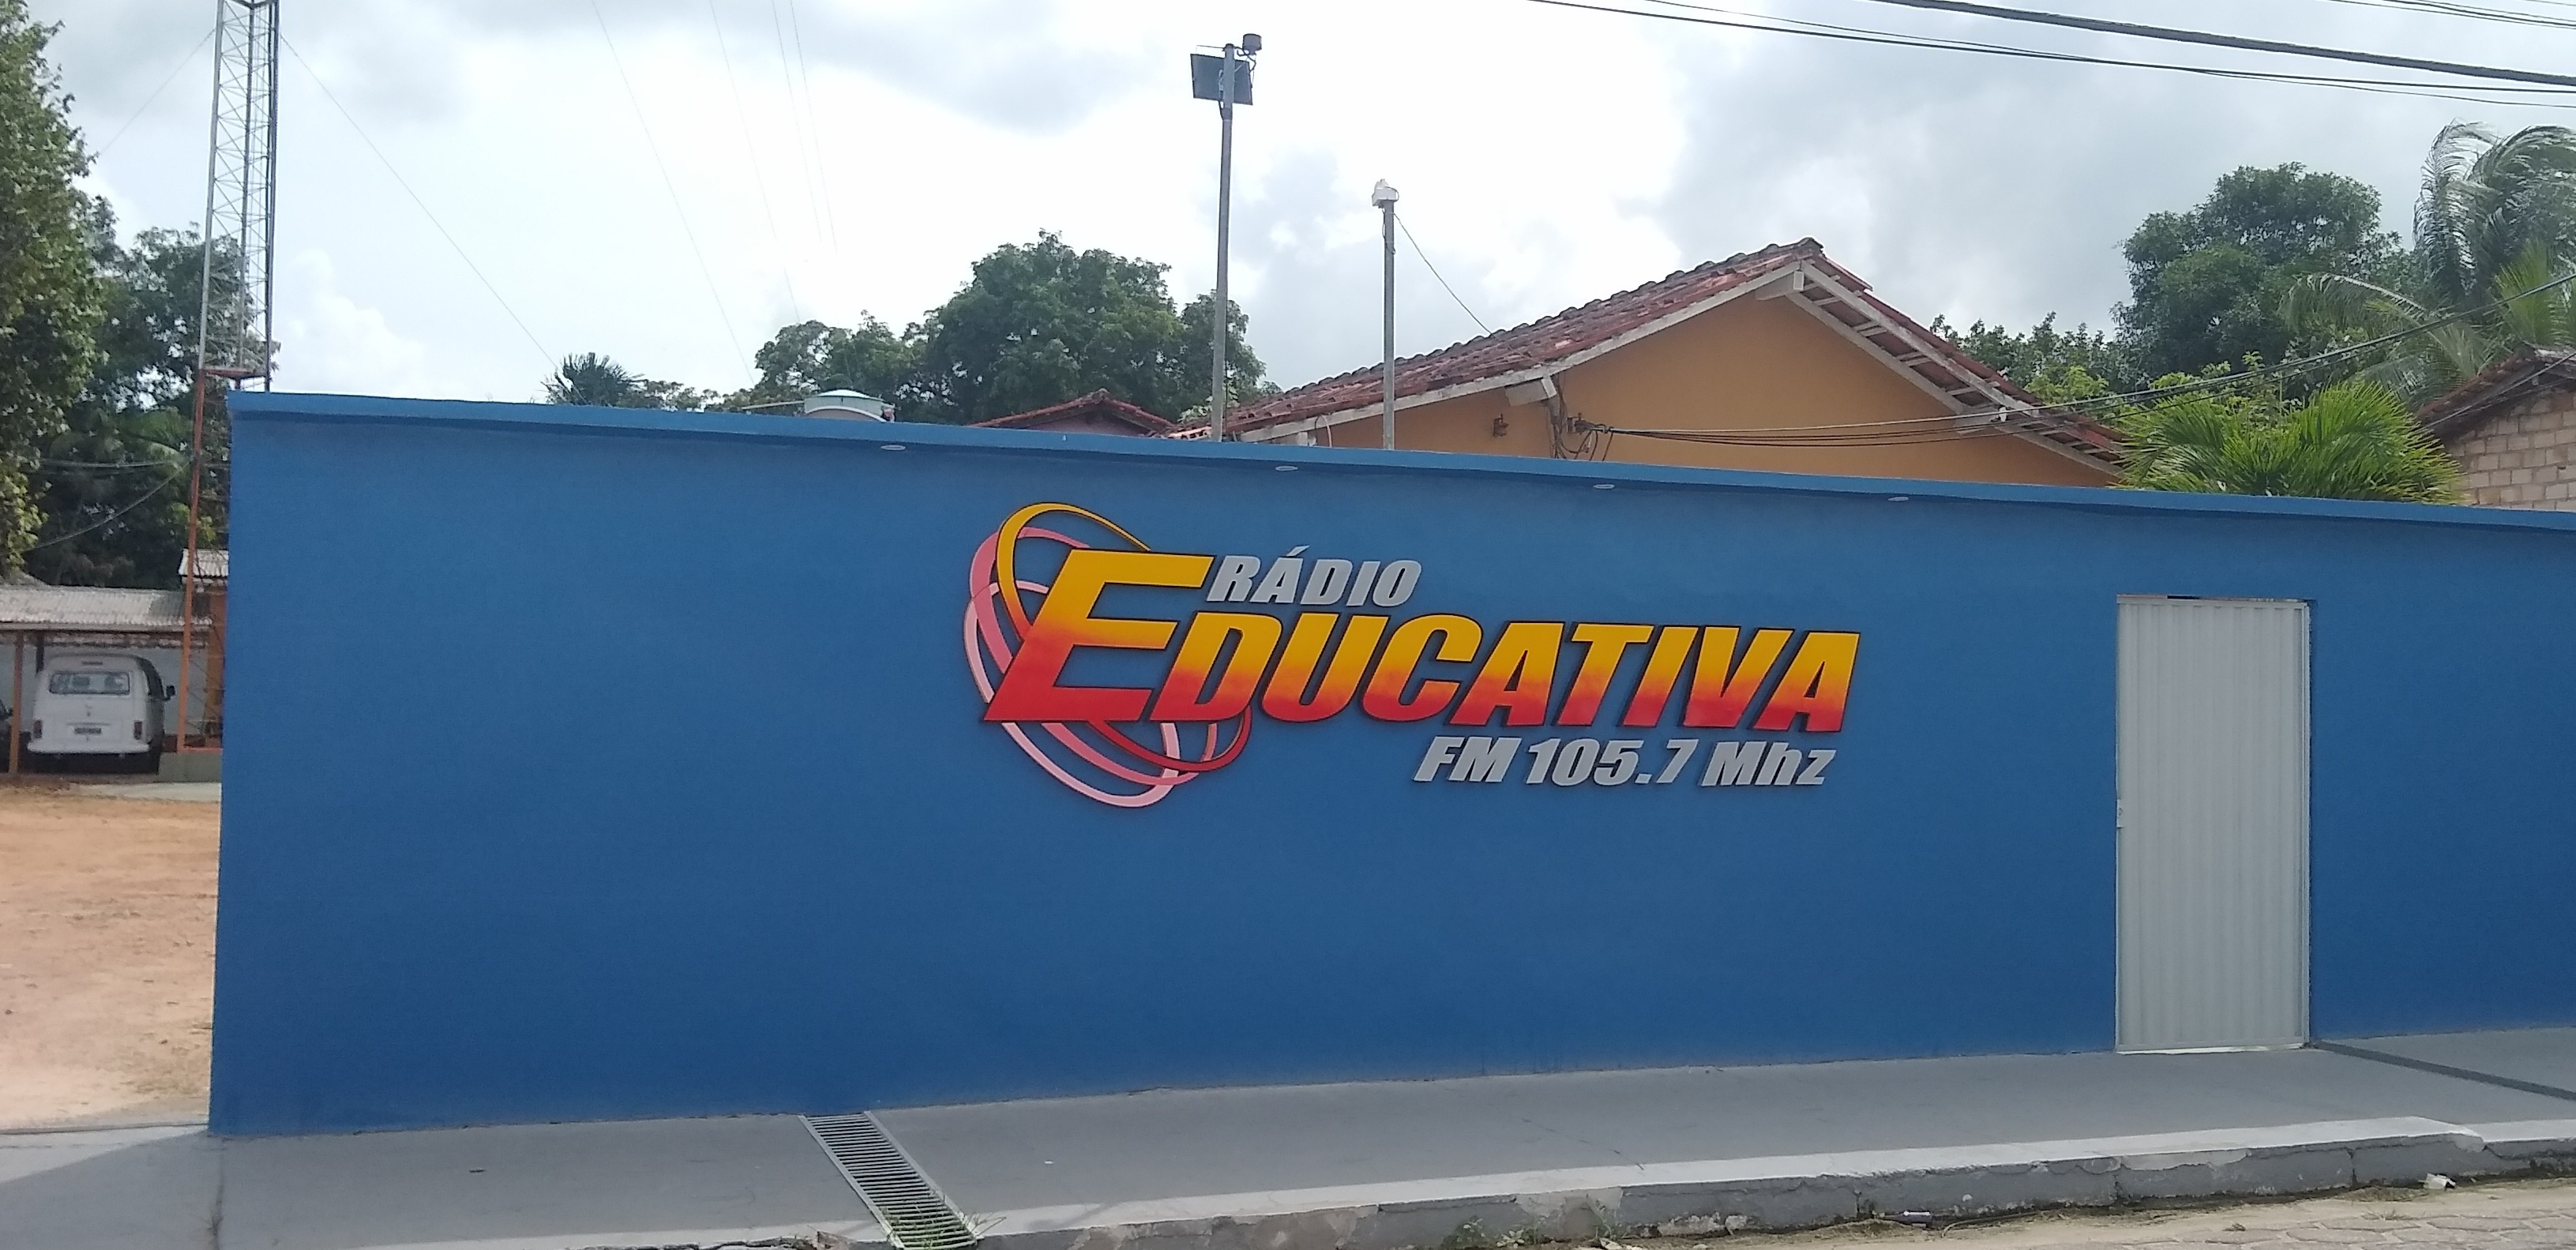 RÁDIO
EDUCATIVA
FM 105.7 Mhz